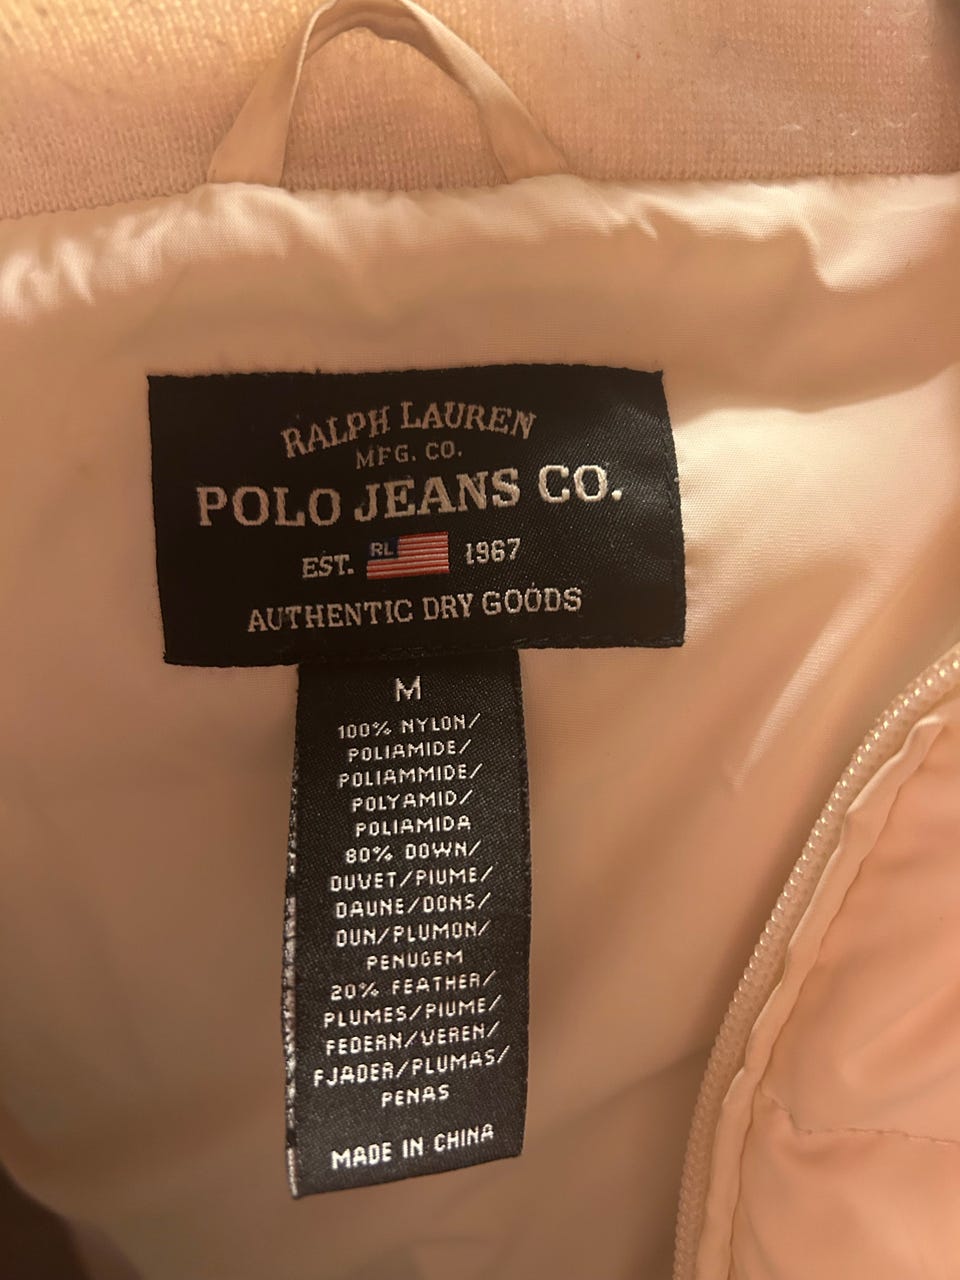 RALPH LAUREN
MFG. CO.
POLO JEANS CO.
EST. RL 1967
AUTHENTIC DRY GOODS
M
100% NYLON/
POLIAMIDE/
POLIAMMIDE/
POLYAMID/
POLIAMIDA
80% DOWN/
DUVET/PIUME/
DAUNE/DONS/
DUN/PLUMON/
PENUGEM
20% FEATHER/
PLUMES/PIUME/
FEDERN/VEREN/
FJADER/PLUMAS/
PENAS
MADE IN CHINA